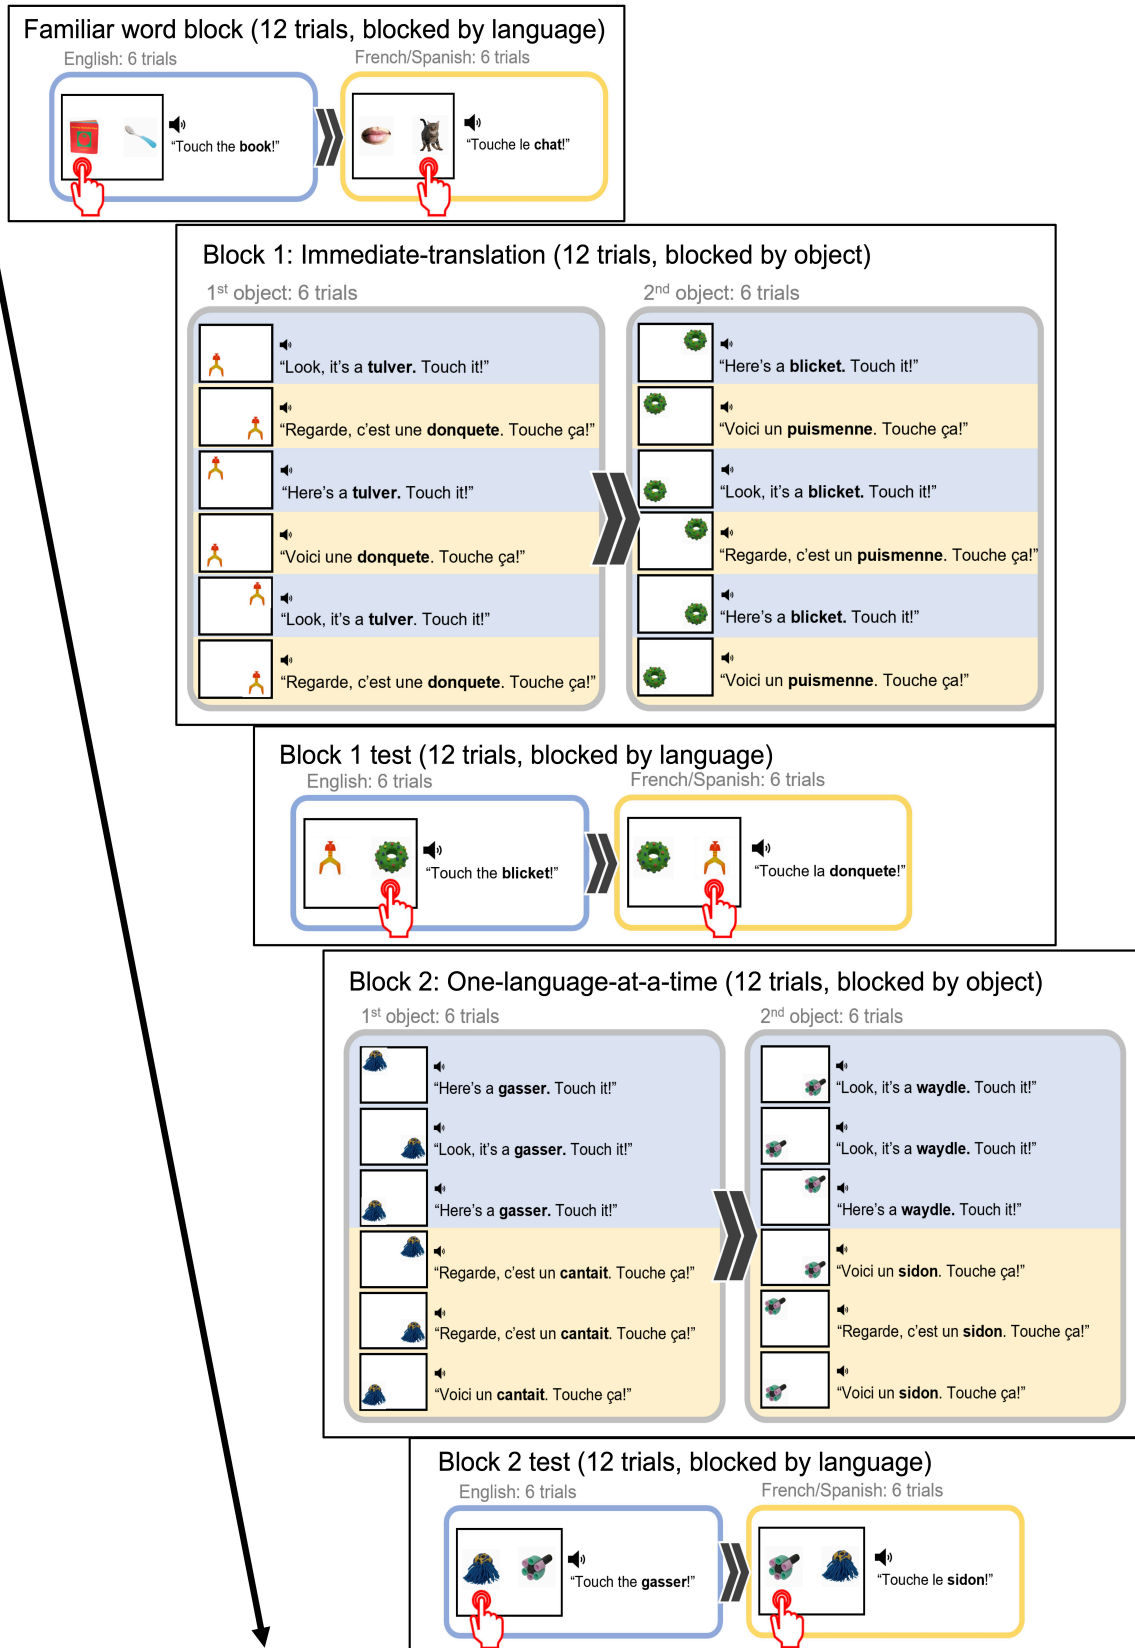 Familiar word block (12 trials, blocked by language)
English: 6 trials
French/Spanish: 6 trials
“Touch the book!”
“Touche le chat!”
Block 1: Immediate-translation (12 trials, blocked by object)
1st object: 6 trials
2nd object: 6 trials
“Look, it’s a tulver. Touch it!”
“Regarde, c’est une donquete. Touche ça!”
“Here’s a tulver. Touch it!”
“Voici une donquete. Touche ça!”
“Look, it’s a tulver. Touch it!”
“Regarde, c’est une donquete. Touche ça!”
“Here’s a blicket. Touch it!”
“Voici un puismenne. Touche ça!”
“Look, it’s a blicket. Touch it!”
“Regarde, c’est un puismenne. Touche ça!”
“Here’s a blicket. Touch it!”
“Voici un puismenne. Touche ça!”
Block 1 test (12 trials, blocked by language)
English: 6 trials
French/Spanish: 6 trials
“Touch the blicket!”
“Touche la donquete!”
Block 2: One-language-at-a-time (12 trials, blocked by object)
1st object: 6 trials
2nd object: 6 trials
“Here’s a gasser. Touch it!”
“Look, it’s a gasser. Touch it!”
“Here’s a gasser. Touch it!”
“Regarde, c’est un cantait. Touche ça!”
“Regarde, c’est un cantait. Touche ça!”
“Voici un cantait. Touche ça!”
“Look, it’s a waydle. Touch it!”
“Look, it’s a waydle. Touch it!”
“Here’s a waydle. Touch it!”
“Voici un sidon. Touche ça!”
“Regarde, c’est un sidon. Touche ça!”
“Voici un sidon. Touche ça!”
Block 2 test (12 trials, blocked by language)
English: 6 trials
French/Spanish: 6 trials
“Touch the gasser!”
“Touche le sidon!”